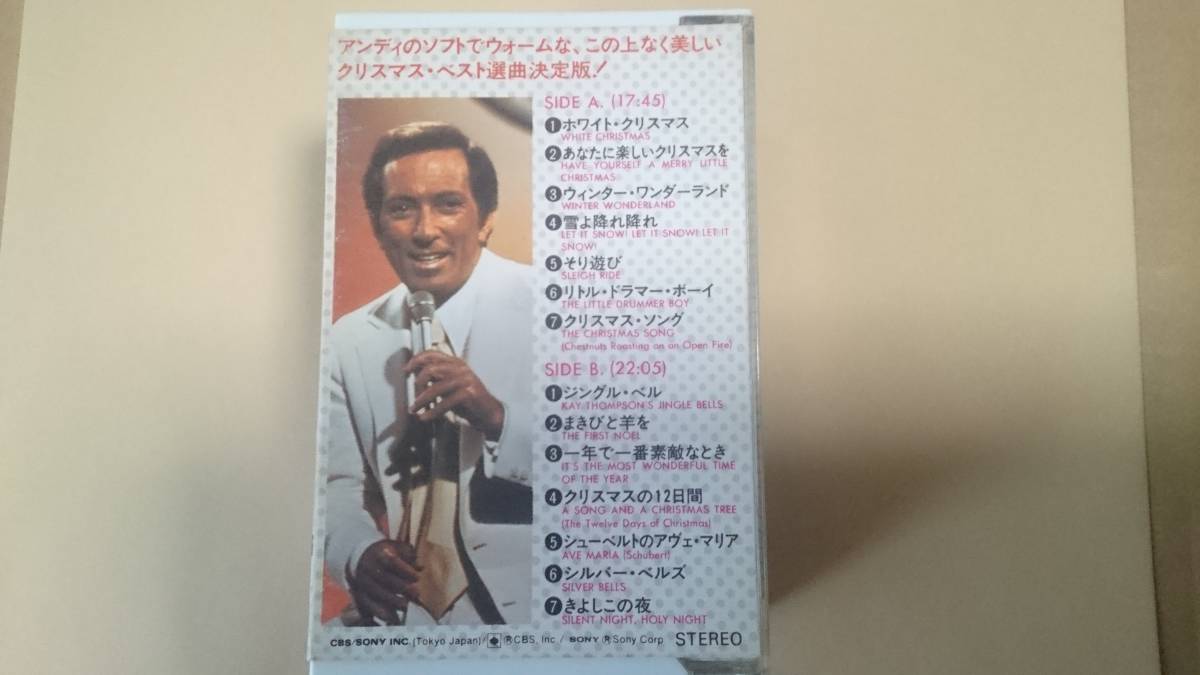 アンディのソフトでウォームな、この上なく美しい
クリスマス・ベスト選曲決定版!
SIDE A. (17:45)
❶ホワイト・クリスマス
WHITE CHRISTMAS
❷あなたに楽しいクリスマスを
HAVE YOURSELF A MERRY LITTLE
CHRISTMAS
❸ウィンター・ワンダーランド
WINTER WONDERLAND
❹雪よ降れ降れ
LET IT SNOW! LET IT SNOW! LET IT
SNOW!
❺そり遊び
SLEIGH RIDE
❻リトル・ドラマー・ボーイ
THE LITTLE DRUMMER BOY
❼クリスマス・ソング
THE CHRISTMAS SONG
(Chestnuts Roasting on an Open Fire)
SIDE B. (22:05)
❶ジングル・ベル
KAY THOMPSON'S JINGLE BELLS
❷まきびと羊を
THE FIRST NOEL
❸一年で一番素敵なとき
IT'S THE MOST WONDERFUL TIME
OF THE YEAR
❹クリスマスの12日間
A SONG AND A CHRISTMAS TREE
(The Twelve Days of Christmas)
❺シューベルトのアヴェ・マリア
AVE MARIA (Schubert)
❻シルバー・ベルズ
SILVER BELLS
❼きよしこの夜
SILENT NIGHT, HOLY NIGHT
CBS/SONY INC. (Tokyo Japan) / ℗CBS, Inc / SONY ℗Sony Corp STEREO